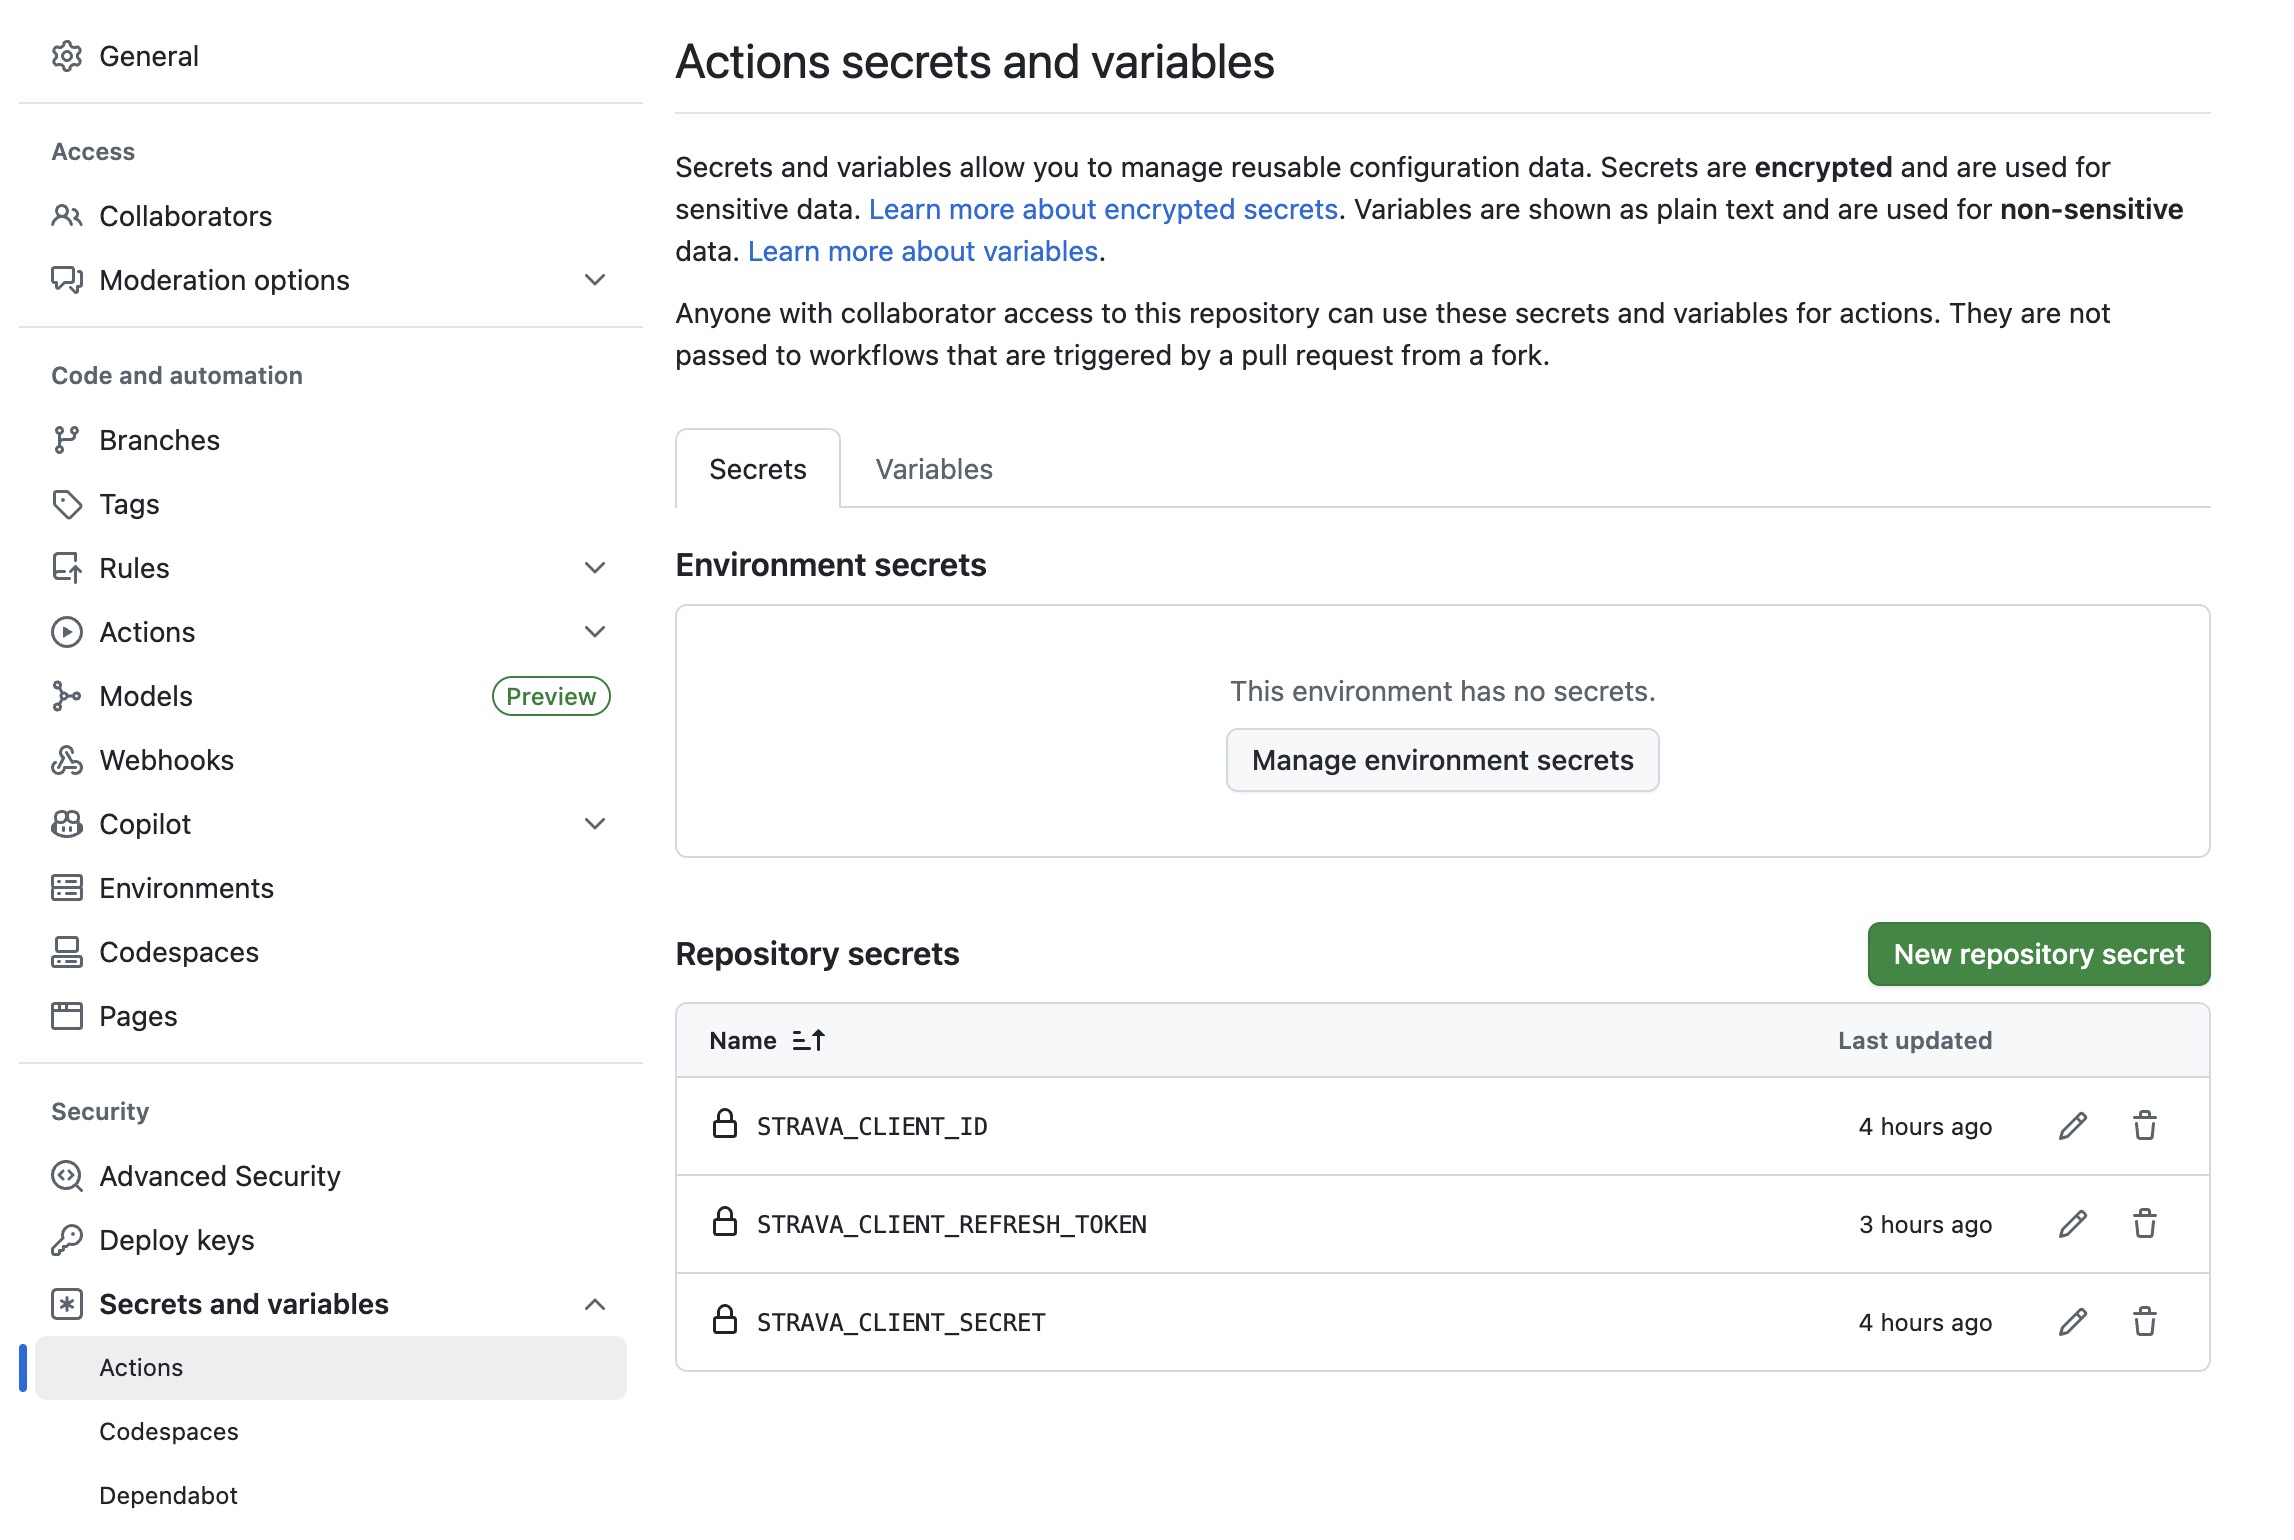 General
Access
Collaborators
Moderation options
Code and automation
Branches
Tags
Rules
Actions
Models Preview
Webhooks
Copilot
Environments
Codespaces
Pages
Security
Advanced Security
Deploy keys
Secrets and variables
Actions
Codespaces
Dependabot
Actions secrets and variables
Secrets and variables allow you to manage reusable configuration data. Secrets are encrypted and are used for
sensitive data. Learn more about encrypted secrets. Variables are shown as plain text and are used for non-sensitive
data. Learn more about variables.
Anyone with collaborator access to this repository can use these secrets and variables for actions. They are not
passed to workflows that are triggered by a pull request from a fork.
Secrets Variables
Environment secrets
This environment has no secrets.
Manage environment secrets
Repository secrets New repository secret
Name Last updated
STRAVA_CLIENT_ID 4 hours ago
STRAVA_CLIENT_REFRESH_TOKEN 3 hours ago
STRAVA_CLIENT_SECRET 4 hours ago